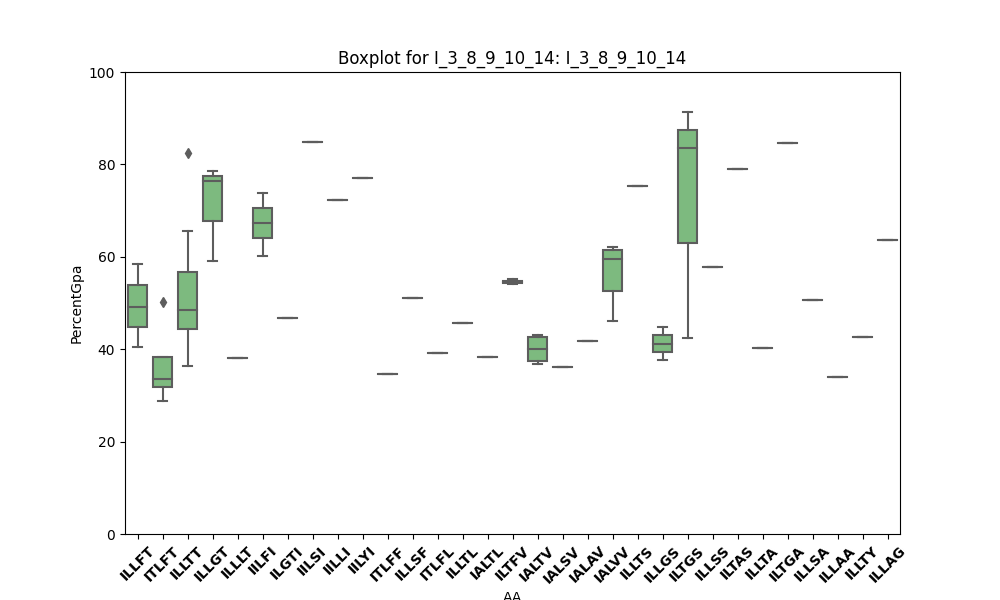 Boxplot for I_3_8_9_10_14: I_3_8_9_10_14
100
80
60
40
20
0
PercentGpa
ILLFT ITLFT ILLTT ILLGT ILLLT IILFI ILGTI IILSI IILLI IILYI ITLFF ILLSF ITLFL ILLTL IALTL ILTFV IALTV IALSV IALAV IALVV ILLTS ILLGS ILTGS ILLSS ILTAS ILLTA ILTGA ILLSA ILLAA ILLTY ILLAG
AA